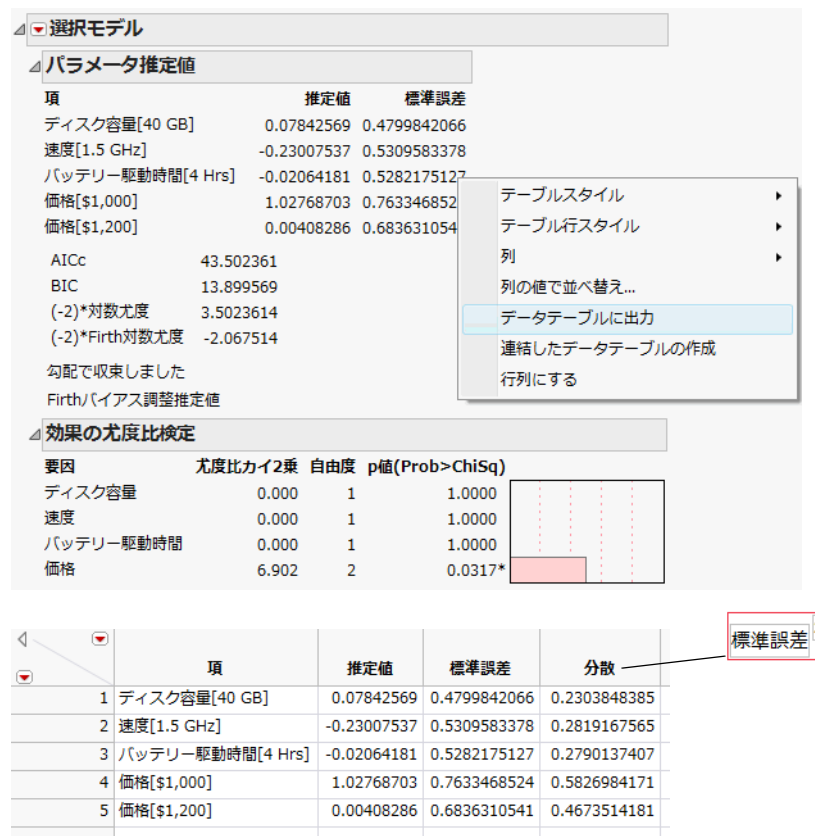 選択モデル
パラメータ推定値
項 推定値 標準誤差
ディスク容量[40 GB] 0.07842569 0.4799842066
速度[1.5 GHz] -0.23007537 0.5309583378
バッテリー駆動時間[4 Hrs] -0.02064181 0.5282175127
価格[$1,000] 1.02768703 0.763346852
価格[$1,200] 0.00408286 0.683631054
テーブルスタイル
テーブル行スタイル
列
列の値で並べ替え...
データテーブルに出力
連結したデータテーブルの作成
行列にする
AICc 43.502361
BIC 13.899569
(-2)*対数尤度 3.5023614
(-2)*Firth対数尤度 -2.067514
勾配で収束しました
Firthバイアス調整推定値
効果の尤度比検定
要因 尤度比カイ2乗 自由度 p値(Prob>ChiSq)
ディスク容量 0.000 1 1.0000
速度 0.000 1 1.0000
バッテリー駆動時間 0.000 1 1.0000
価格 6.902 2 0.0317*
標準誤差
項 推定値 標準誤差 分散
1 ディスク容量[40 GB] 0.07842569 0.4799842066 0.2303848385
2 速度[1.5 GHz] -0.23007537 0.5309583378 0.2819167565
3 バッテリー駆動時間[4 Hrs] -0.02064181 0.5282175127 0.2790137407
4 価格[$1,000] 1.02768703 0.7633468524 0.5826984171
5 価格[$1,200] 0.00408286 0.6836310541 0.4673514181